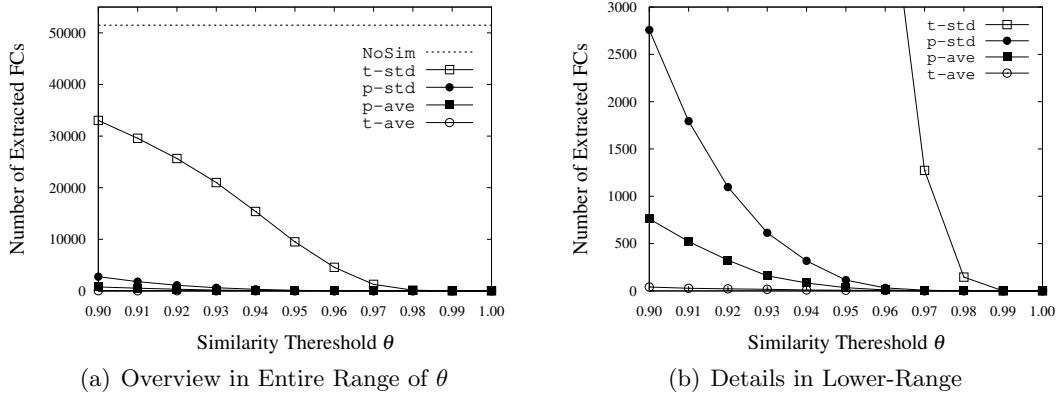 50000
40000
30000
20000
10000
0
Number of Extracted FCs
NoSim
t-std
p-std
p-ave
t-ave
0.90 0.91 0.92 0.93 0.94 0.95 0.96 0.97 0.98 0.99 1.00
Similarity Thereshold θ
(a) Overview in Entire Range of θ
3000
2500
2000
1500
1000
500
0
Number of Extracted FCs
t-std
p-std
p-ave
t-ave
0.90 0.91 0.92 0.93 0.94 0.95 0.96 0.97 0.98 0.99 1.00
Similarity Thereshold θ
(b) Details in Lower-Range